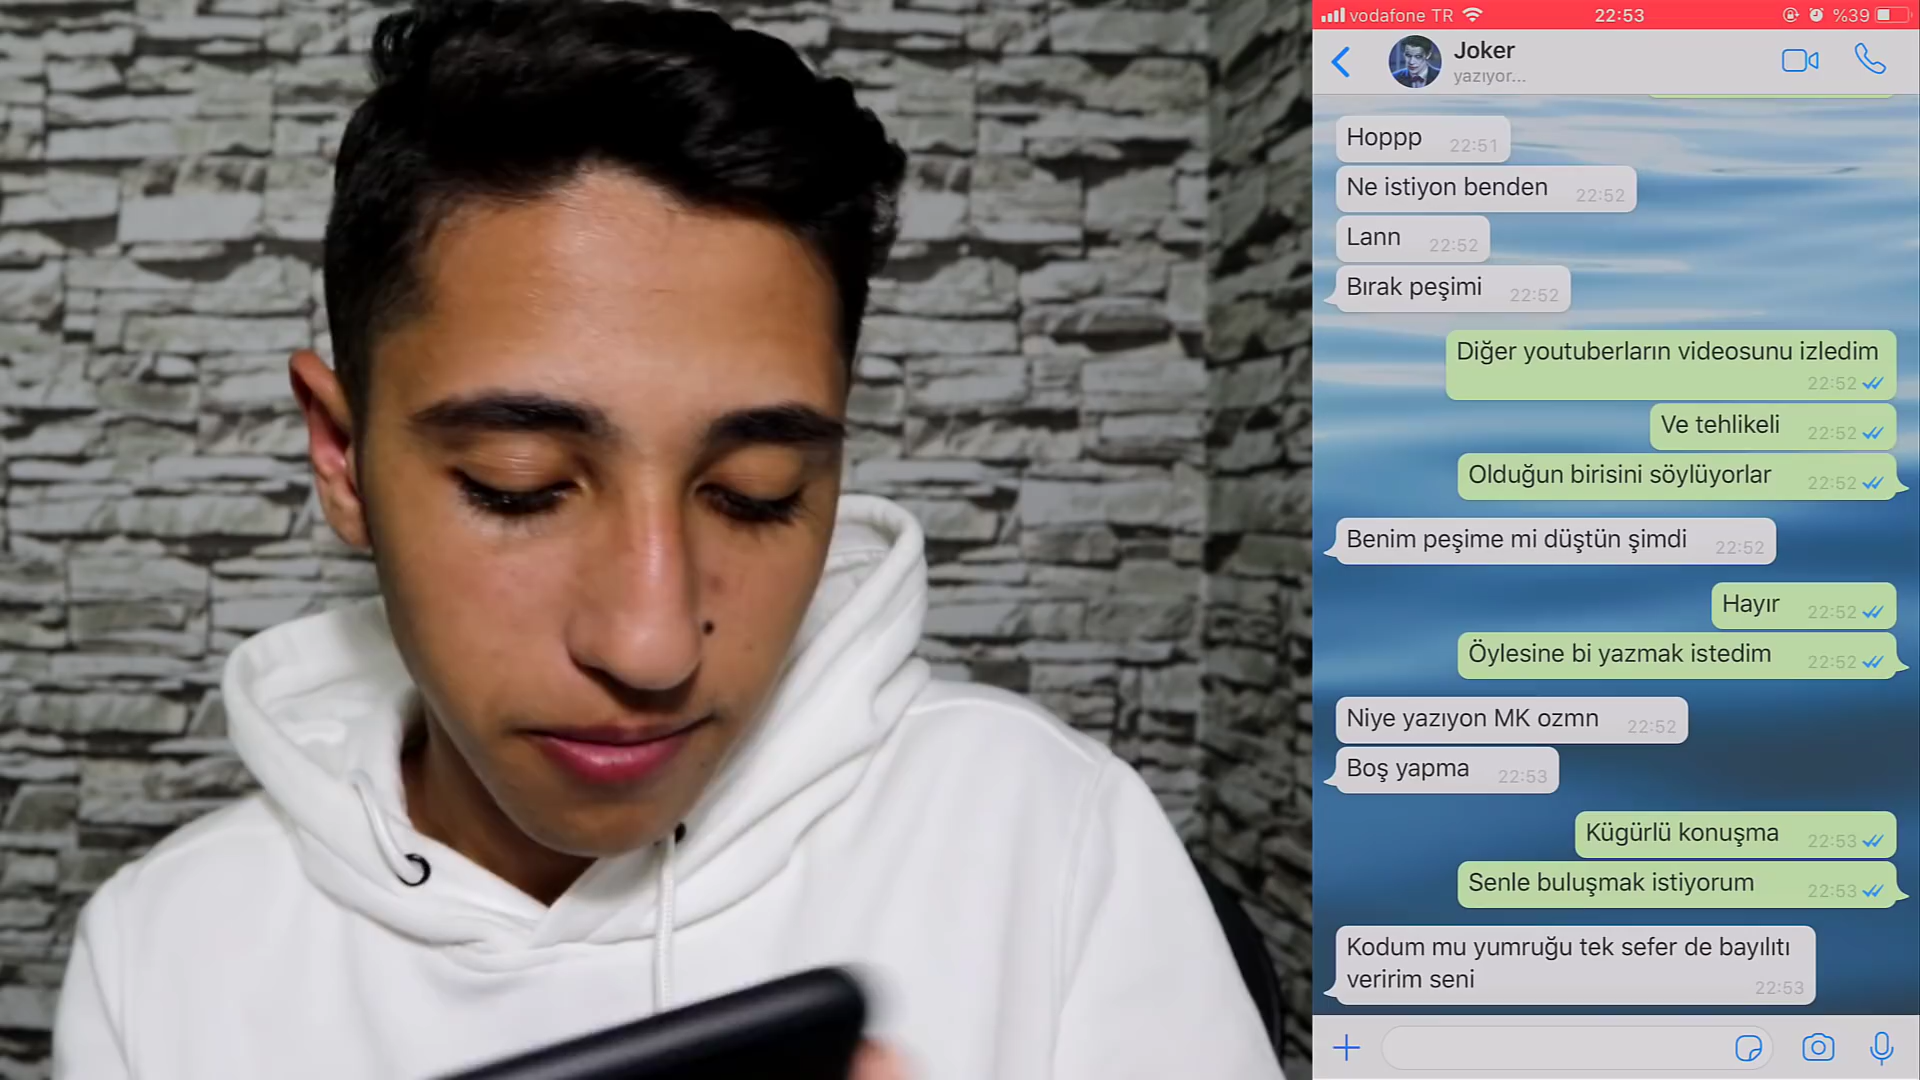 vodafone TR 22:53 %39
Joker
yazıyor...
Hoppp 22:51
Ne istiyon benden 22:52
Lann 22:52
Bırak peşimi 22:52
Diğer youtuberların videosunu izledim
22:52
Ve tehlikeli 22:52
Olduğun birisini söylüyorlar 22:52
Benim peşime mi düştün şimdi 22:52
Hayır 22:52
Öylesine bi yazmak istedim 22:52
Niye yazıyon MK ozmn 22:52
Boş yapma 22:53
Kügürlü konuşma 22:53
Senle buluşmak istiyorum 22:53
Kodum mu yumruğu tek sefer de bayılıtı
veririm seni 22:53